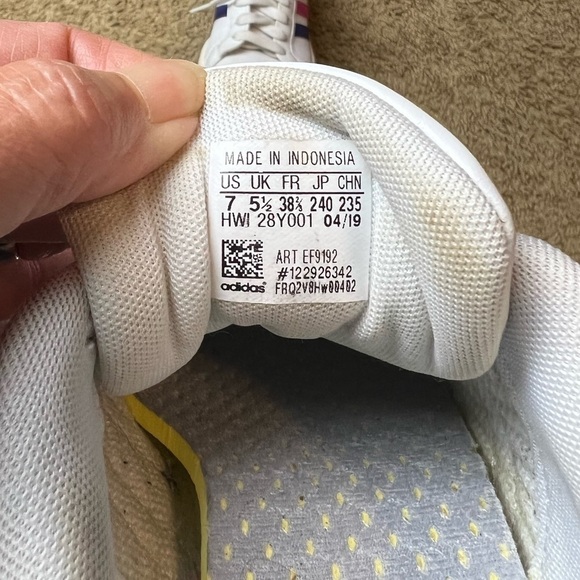 MADE IN INDONESIA
US UK FR JP CHN
7 5½ 38⅔ 240 235
HWI 28Y001 04/19
ART EF9192
#122926342
adidas® FRQ2V8Hw00402